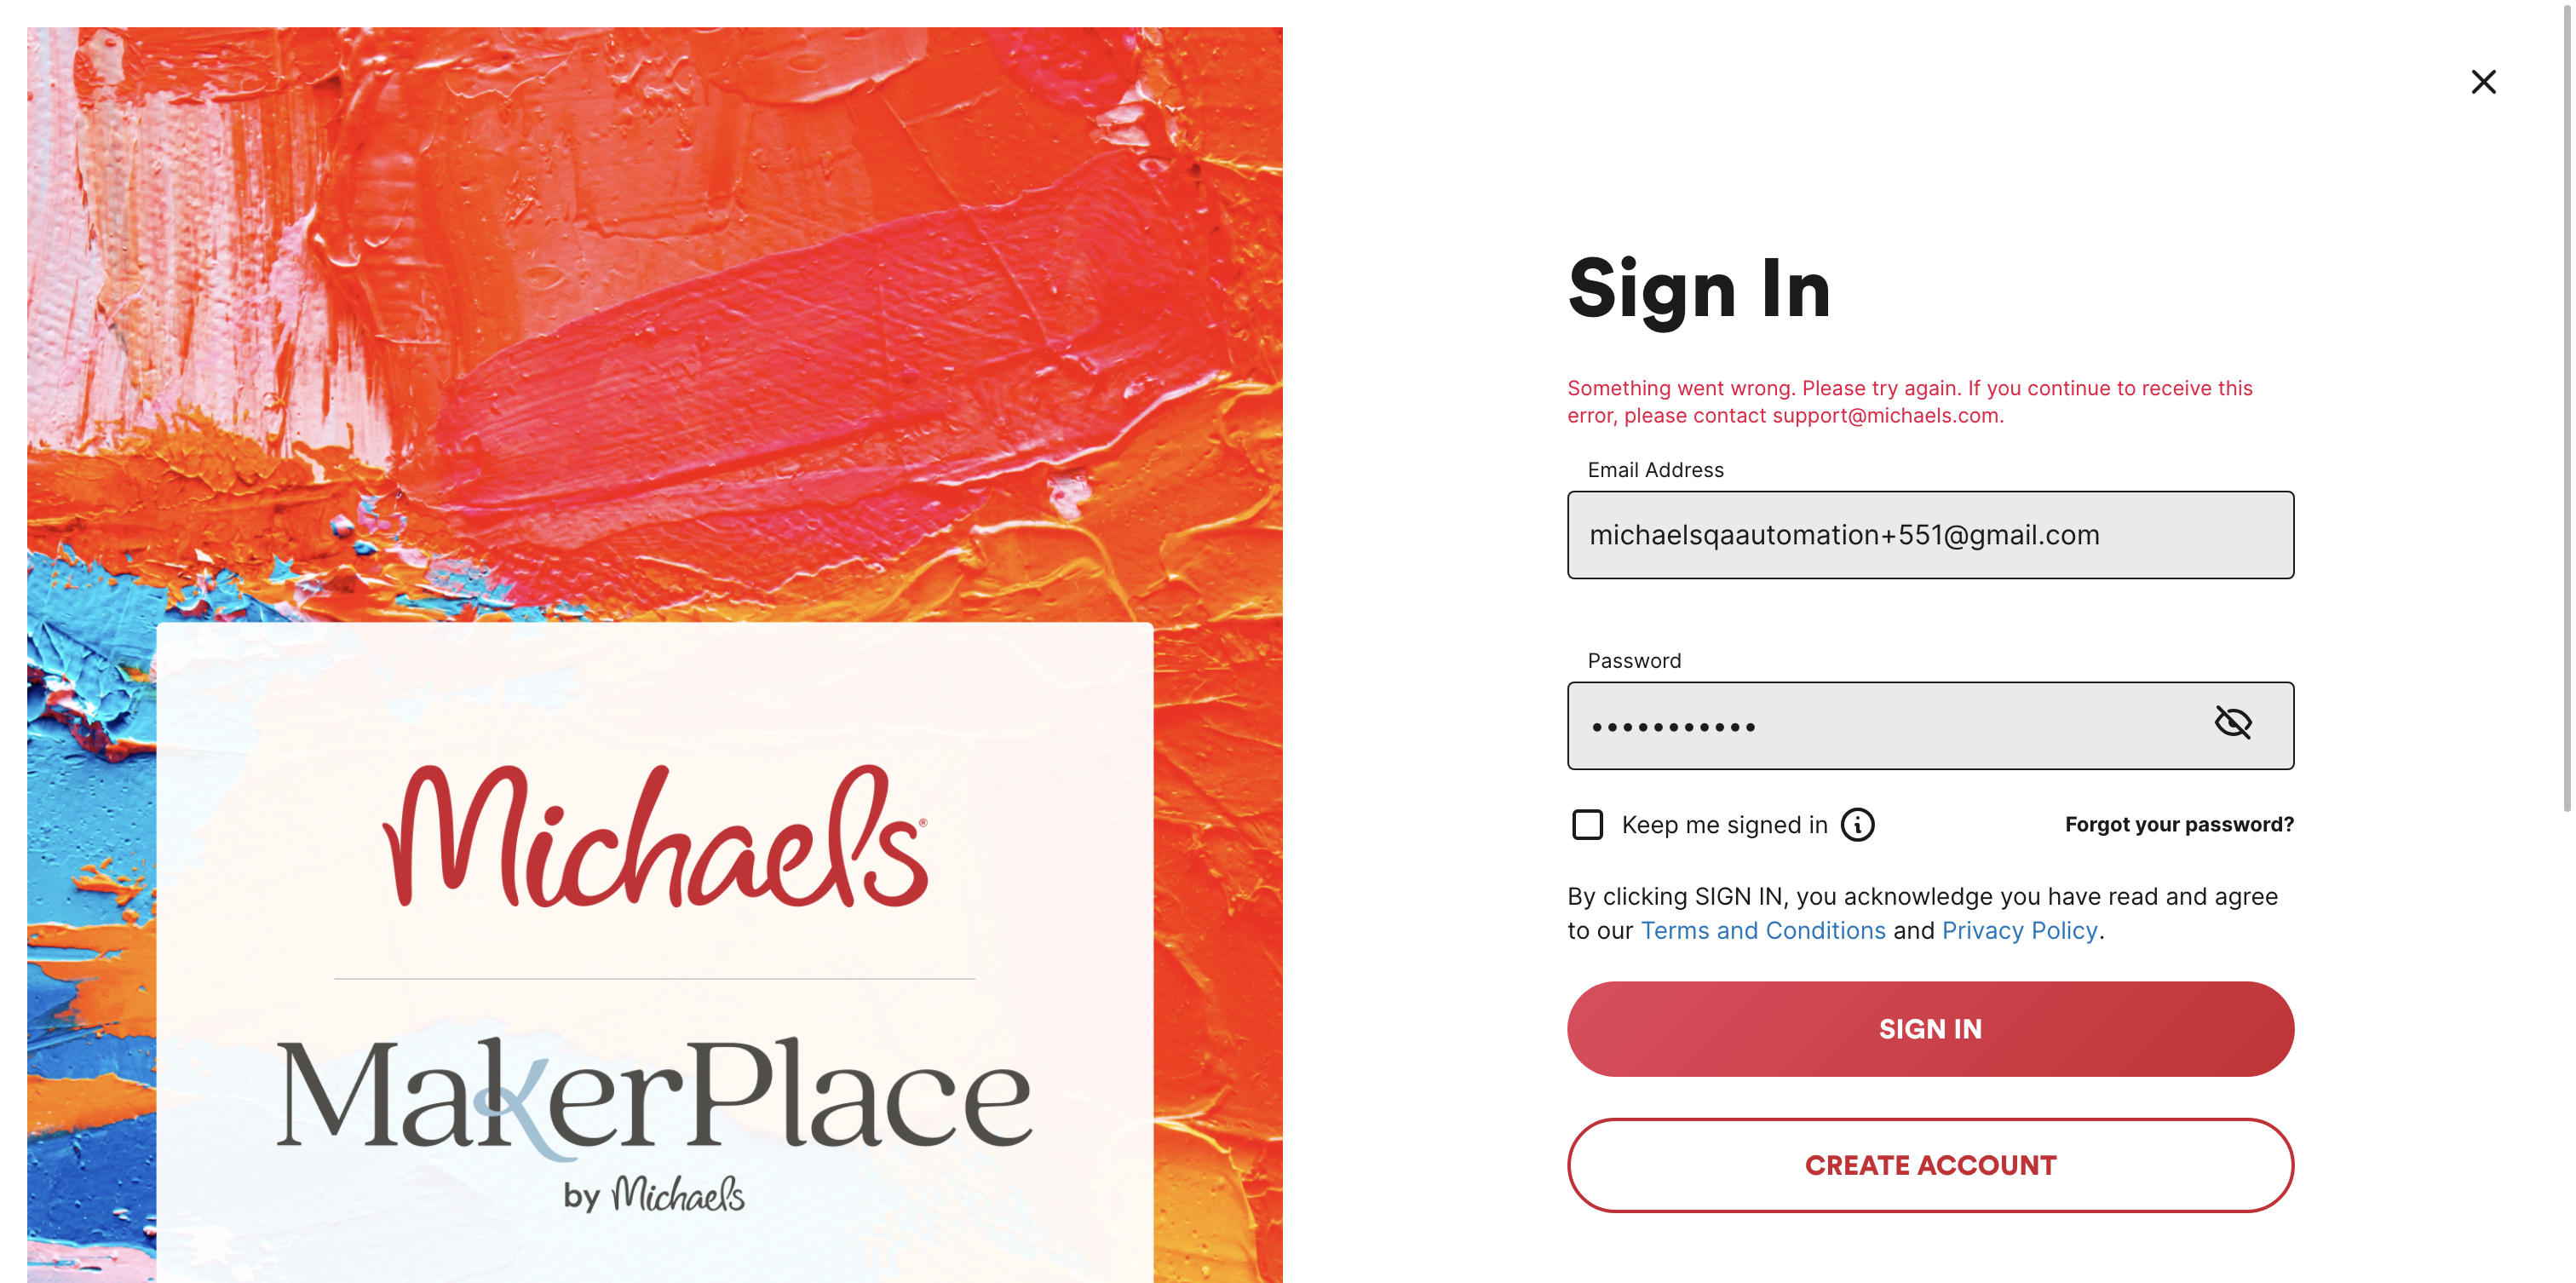 Michaels®
MakerPlace
by Michaels
Sign In
Something went wrong. Please try again. If you continue to receive this
error, please contact support@michaels.com.
Email Address
michaelsqaautomation+551@gmail.com
Password
•••••••••••
Keep me signed in
Forgot your password?
By clicking SIGN IN, you acknowledge you have read and agree
to our Terms and Conditions and Privacy Policy.
SIGN IN
CREATE ACCOUNT